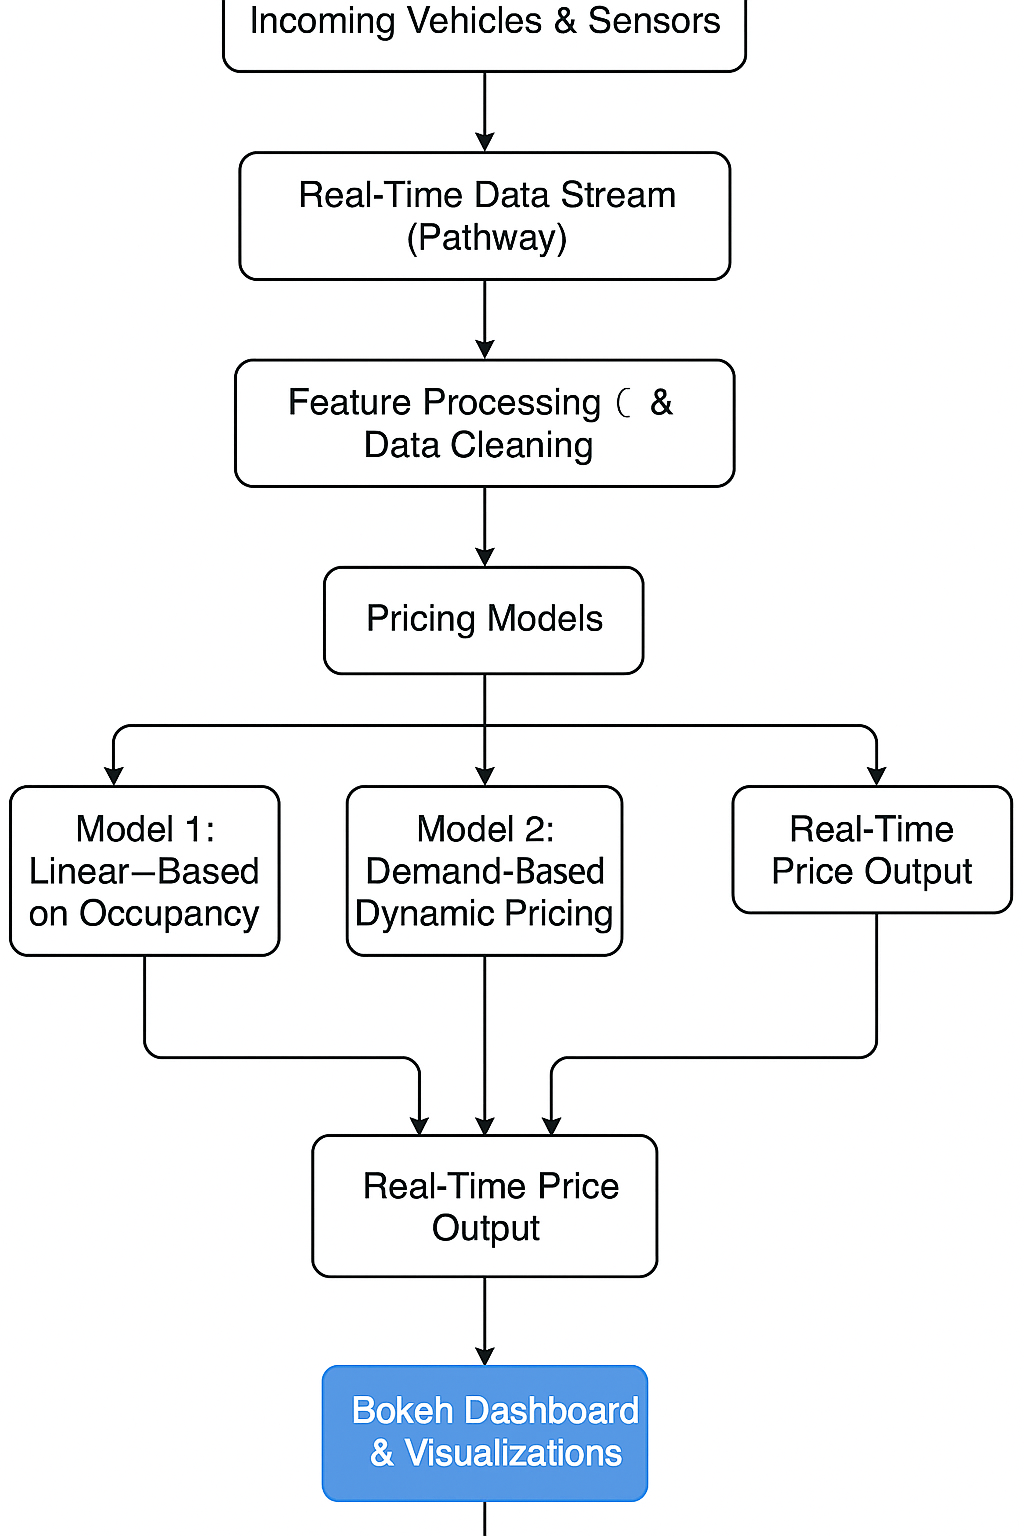 Incoming Vehicles & Sensors
Real-Time Data Stream
(Pathway)
Feature Processing ( &
Data Cleaning
Pricing Models
Model 1:
Linear—Based
on Occupancy
Model 2:
Demand-Based
Dynamic Pricing
Real-Time
Price Output
Real-Time Price
Output
Bokeh Dashboard
& Visualizations